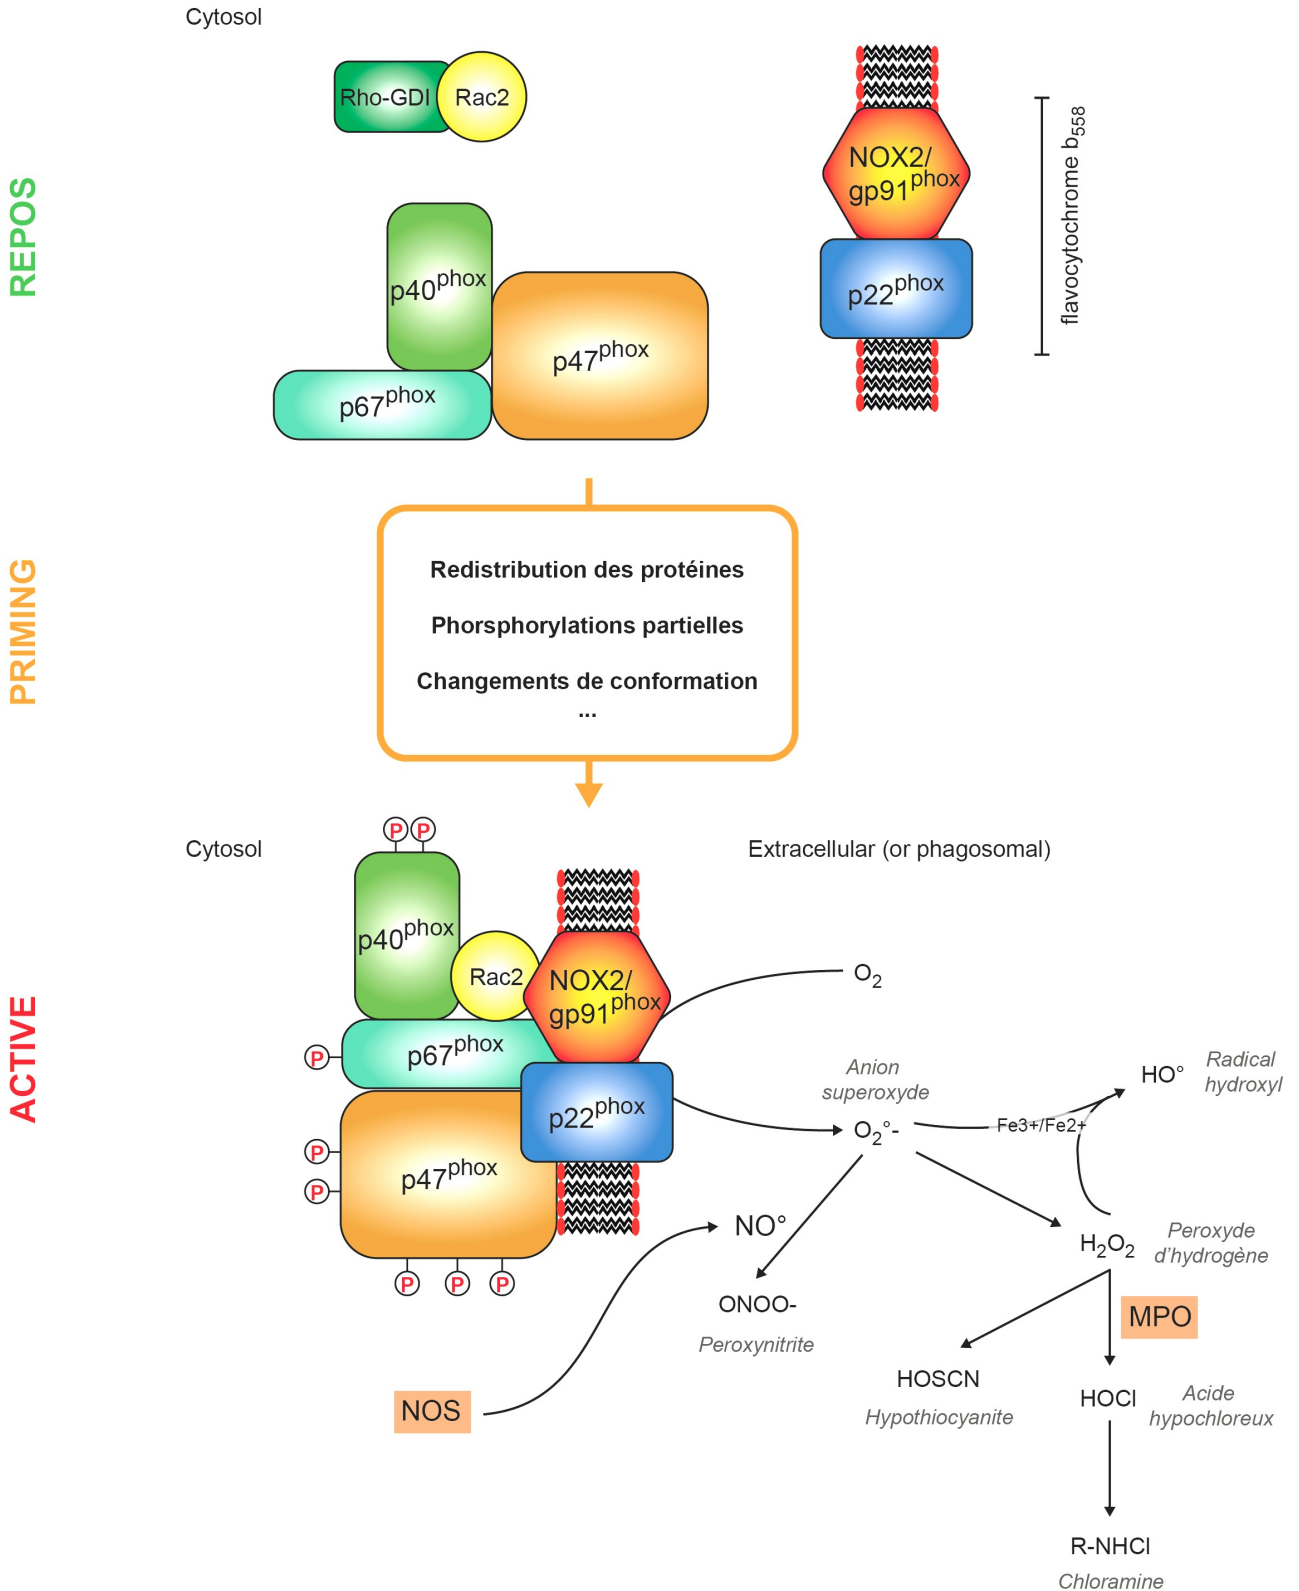 Cytosol
REPOS
Rho-GDI
Rac2
NOX2/
gp91phox
flavocytochrome b558
p40phox
p22phox
p47phox
p67phox
PRIMING
Redistribution des protéines
Phorsphorylations partielles
Changements de conformation
...
ACTIVE
Cytosol
Extracellular (or phagosomal)
P
P
p40phox
Rac2
NOX2/
gp91phox
O2
P
p67phox
p22phox
Anion
superoxyde
O2°-
Fe3+/Fe2+
HO°
Radical
hydroxyl
P
P
p47phox
P
P
P
NO°
ONOO-
Peroxynitrite
H2O2
Peroxyde
d'hydrogène
MPO
NOS
HOSCN
Hypothiocyanite
HOCl
Acide
hypochloreux
R-NHCl
Chloramine